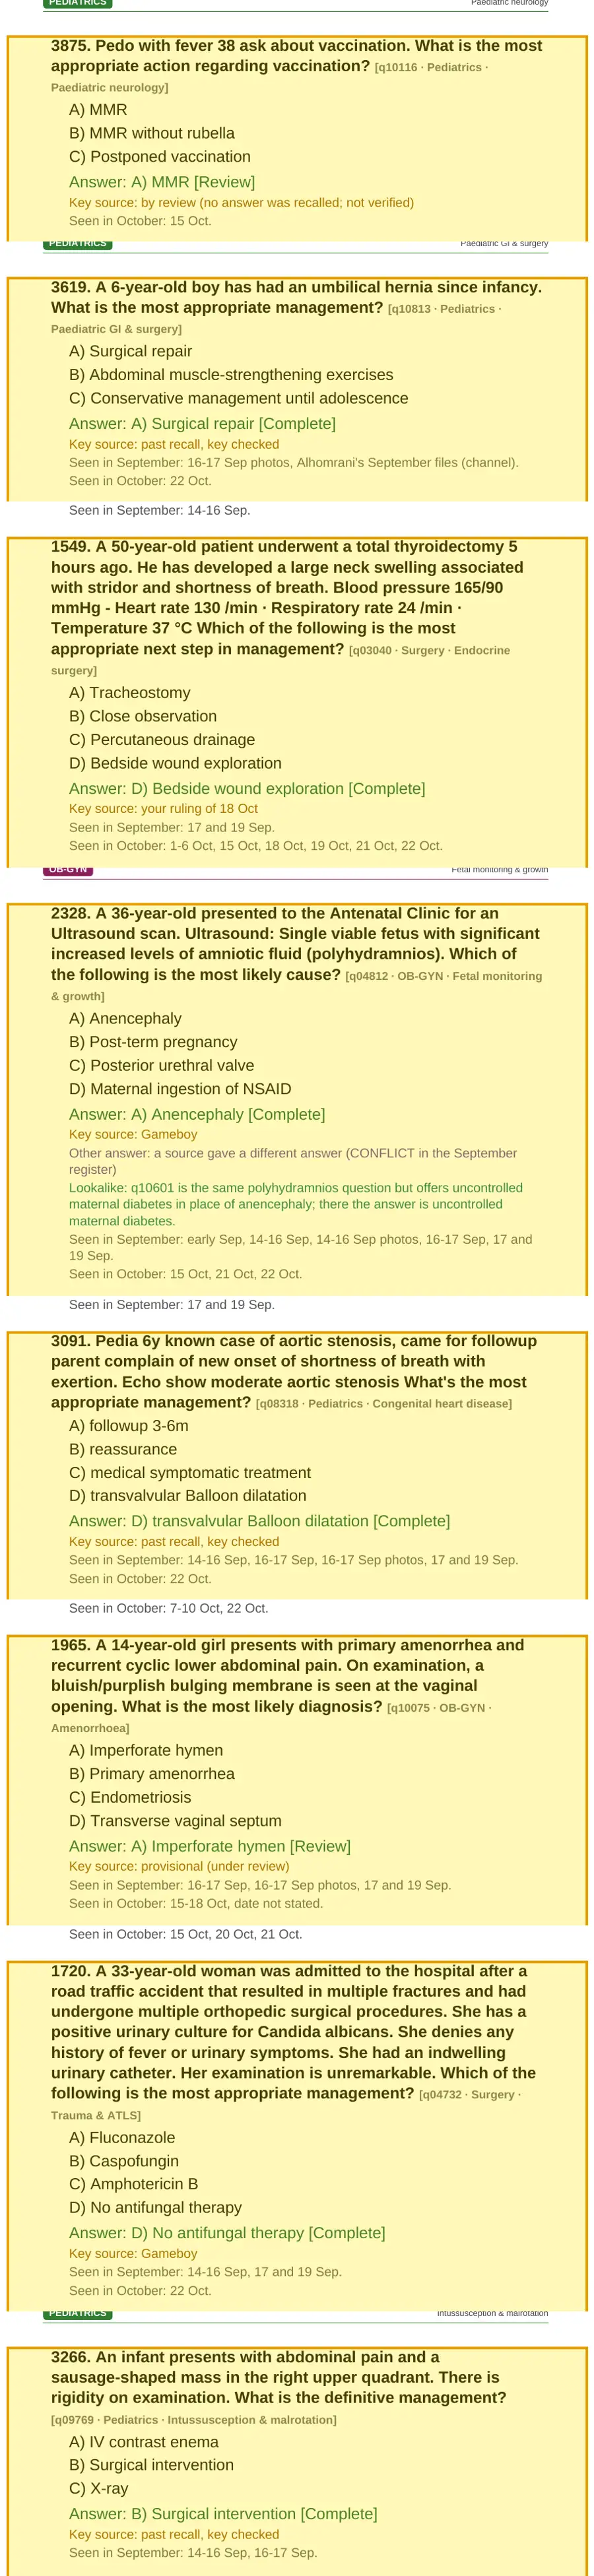 PEDIATRICS
Paediatric neurology
3875. Pedo with fever 38 ask about vaccination. What is the most
appropriate action regarding vaccination? [q10116 · Pediatrics ·
Paediatric neurology]
A) MMR
B) MMR without rubella
C) Postponed vaccination
Answer: A) MMR [Review]
Key source: by review (no answer was recalled; not verified)
Seen in October: 15 Oct.
PEDIATRICS
Paediatric GI & surgery
3619. A 6-year-old boy has had an umbilical hernia since infancy.
What is the most appropriate management? [q10813 · Pediatrics ·
Paediatric GI & surgery]
A) Surgical repair
B) Abdominal muscle-strengthening exercises
C) Conservative management until adolescence
Answer: A) Surgical repair [Complete]
Key source: past recall, key checked
Seen in September: 16-17 Sep photos, Alhomrani's September files (channel).
Seen in October: 22 Oct.
Seen in September: 14-16 Sep.
1549. A 50-year-old patient underwent a total thyroidectomy 5
hours ago. He has developed a large neck swelling associated
with stridor and shortness of breath. Blood pressure 165/90
mmHg - Heart rate 130 /min · Respiratory rate 24 /min ·
Temperature 37 °C Which of the following is the most
appropriate next step in management? [q03040 · Surgery · Endocrine
surgery]
A) Tracheostomy
B) Close observation
C) Percutaneous drainage
D) Bedside wound exploration
Answer: D) Bedside wound exploration [Complete]
Key source: your ruling of 18 Oct
Seen in September: 17 and 19 Sep.
Seen in October: 1-6 Oct, 15 Oct, 18 Oct, 19 Oct, 21 Oct, 22 Oct.
OB-GYN
Fetal monitoring & growth
2328. A 36-year-old presented to the Antenatal Clinic for an
Ultrasound scan. Ultrasound: Single viable fetus with significant
increased levels of amniotic fluid (polyhydramnios). Which of
the following is the most likely cause? [q04812 · OB-GYN · Fetal monitoring
& growth]
A) Anencephaly
B) Post-term pregnancy
C) Posterior urethral valve
D) Maternal ingestion of NSAID
Answer: A) Anencephaly [Complete]
Key source: Gameboy
Other answer: a source gave a different answer (CONFLICT in the September
register)
Lookalike: q10601 is the same polyhydramnios question but offers uncontrolled
maternal diabetes in place of anencephaly; there the answer is uncontrolled
maternal diabetes.
Seen in September: early Sep, 14-16 Sep, 14-16 Sep photos, 16-17 Sep, 17 and
19 Sep.
Seen in October: 15 Oct, 21 Oct, 22 Oct.
Seen in September: 17 and 19 Sep.
3091. Pedia 6y known case of aortic stenosis, came for followup
parent complain of new onset of shortness of breath with
exertion. Echo show moderate aortic stenosis What's the most
appropriate management? [q08318 · Pediatrics · Congenital heart disease]
A) followup 3-6m
B) reassurance
C) medical symptomatic treatment
D) transvalvular Balloon dilatation
Answer: D) transvalvular Balloon dilatation [Complete]
Key source: past recall, key checked
Seen in September: 14-16 Sep, 16-17 Sep, 16-17 Sep photos, 17 and 19 Sep.
Seen in October: 22 Oct.
Seen in October: 7-10 Oct, 22 Oct.
1965. A 14-year-old girl presents with primary amenorrhea and
recurrent cyclic lower abdominal pain. On examination, a
bluish/purplish bulging membrane is seen at the vaginal
opening. What is the most likely diagnosis? [q10075 · OB-GYN ·
Amenorrhoea]
A) Imperforate hymen
B) Primary amenorrhea
C) Endometriosis
D) Transverse vaginal septum
Answer: A) Imperforate hymen [Review]
Key source: provisional (under review)
Seen in September: 16-17 Sep, 16-17 Sep photos, 17 and 19 Sep.
Seen in October: 15-18 Oct, date not stated.
Seen in October: 15 Oct, 20 Oct, 21 Oct.
1720. A 33-year-old woman was admitted to the hospital after a
road traffic accident that resulted in multiple fractures and had
undergone multiple orthopedic surgical procedures. She has a
positive urinary culture for Candida albicans. She denies any
history of fever or urinary symptoms. She had an indwelling
urinary catheter. Her examination is unremarkable. Which of the
following is the most appropriate management? [q04732 · Surgery ·
Trauma & ATLS]
A) Fluconazole
B) Caspofungin
C) Amphotericin B
D) No antifungal therapy
Answer: D) No antifungal therapy [Complete]
Key source: Gameboy
Seen in September: 14-16 Sep, 17 and 19 Sep.
Seen in October: 22 Oct.
PEDIATRICS
Intussusception & malrotation
3266. An infant presents with abdominal pain and a
sausage-shaped mass in the right upper quadrant. There is
rigidity on examination. What is the definitive management?
[q09769 · Pediatrics · Intussusception & malrotation]
A) IV contrast enema
B) Surgical intervention
C) X-ray
Answer: B) Surgical intervention [Complete]
Key source: past recall, key checked
Seen in September: 14-16 Sep, 16-17 Sep.